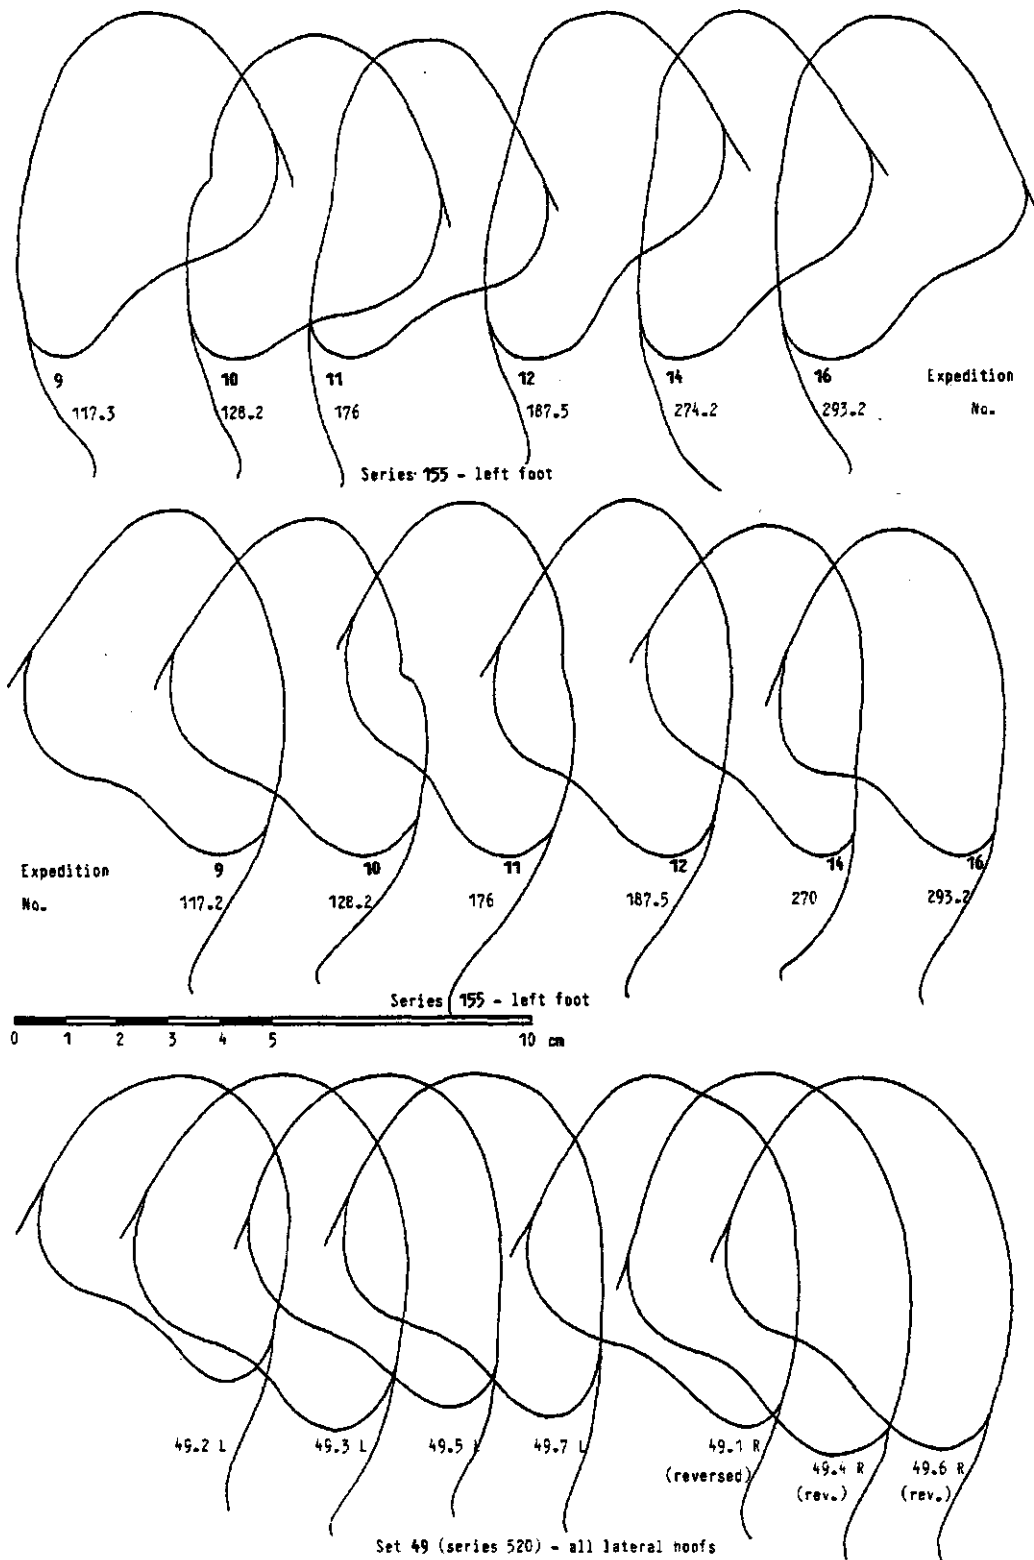 9 10 11 12 14 16 Expedition
117.3 128.2 176 187.5 274.2 293.2 No.
Series 155 - left foot
Expedition 9 10 11 12 14 16
No. 117.2 128.2 176 187.5 270 293.2
Series 155 - left foot
0 1 2 3 4 5 10 cm
49.2 L 49.3 L 49.5 L 49.7 L 49.1 R
(reversed) 49.4 R 49.6 R
(rev.) (rev.)
Set 49 (series 520) - all lateral hoofs